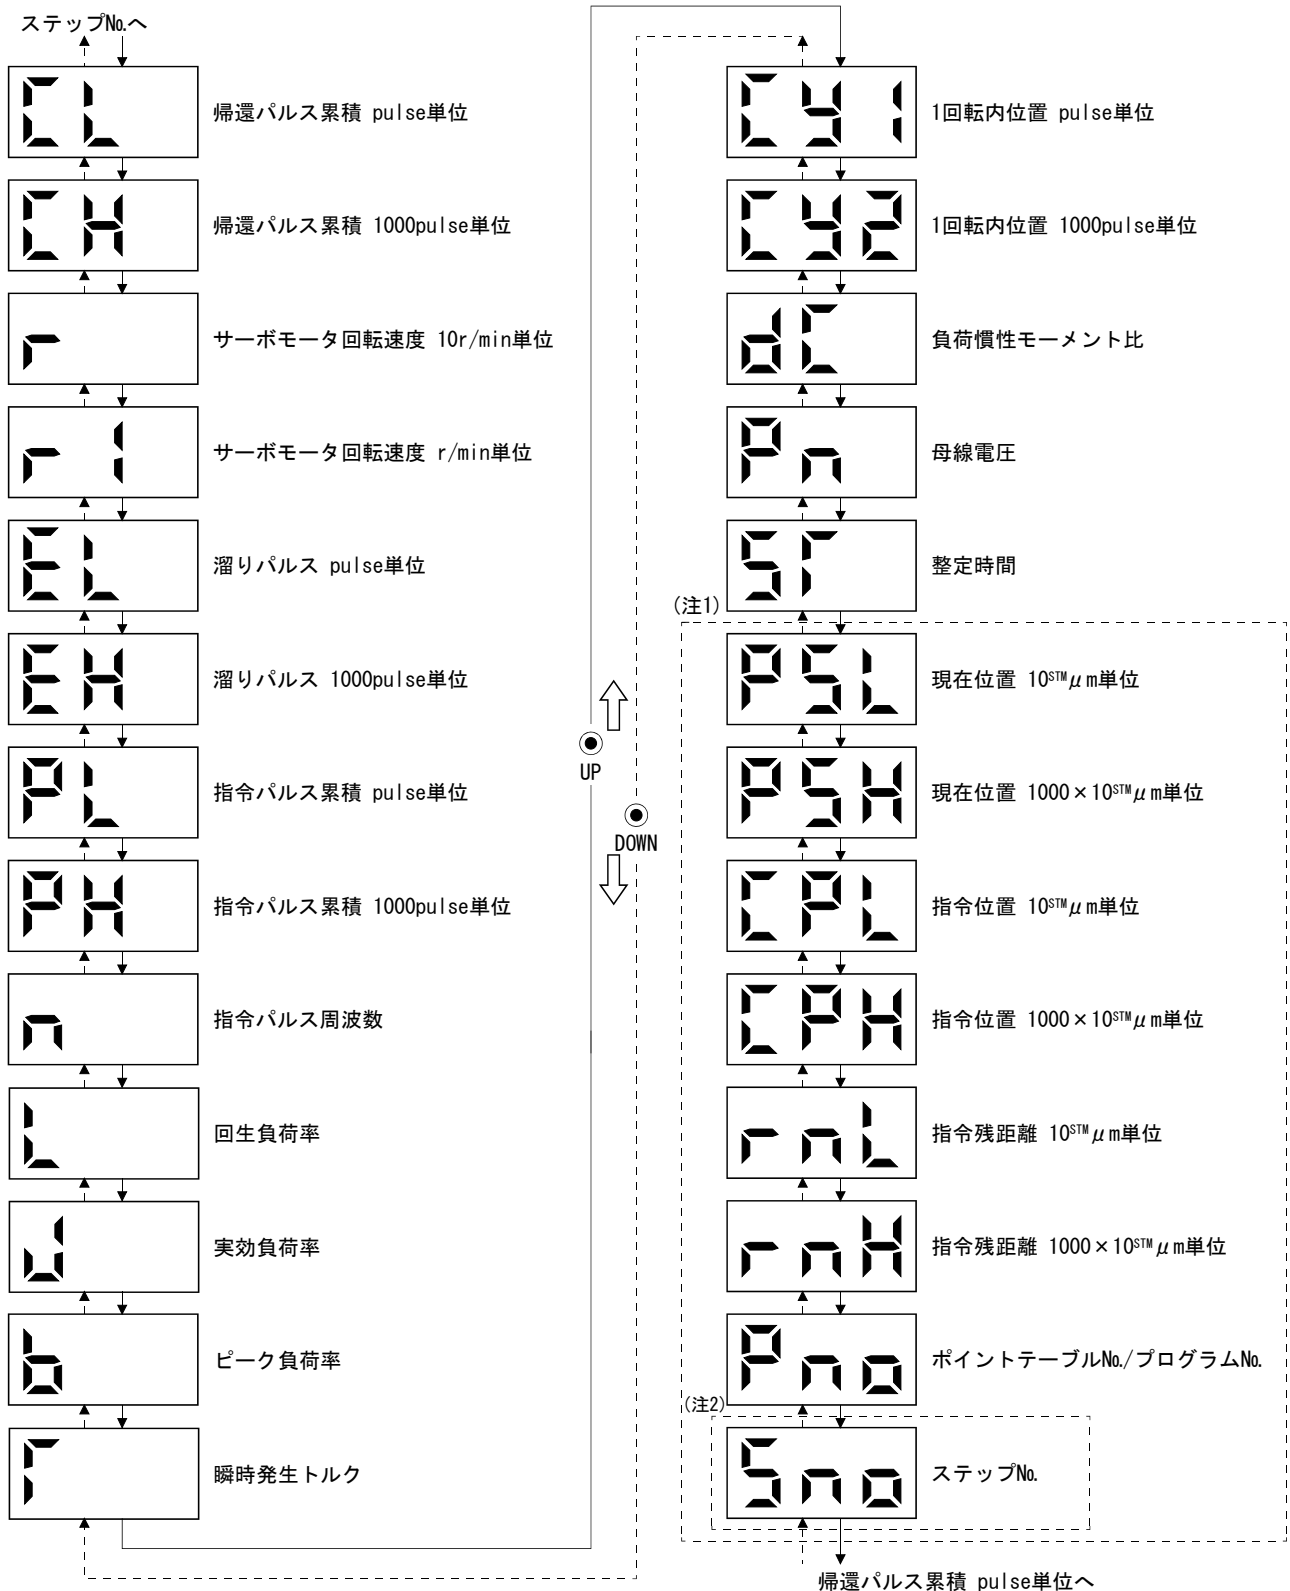 ステップ№へ
CL 帰還パルス累積 pulse単位
CH 帰還パルス累積 1000pulse単位
r サーボモータ回転速度 10r/min単位
r1 サーボモータ回転速度 r/min単位
EL 溜りパルス pulse単位
EH 溜りパルス 1000pulse単位
PL 指令パルス累積 pulse単位
PH 指令パルス累積 1000pulse単位
n 指令パルス周波数
L 回生負荷率
J 実効負荷率
b ピーク負荷率
T 瞬時発生トルク
UP
DOWN
Cy1 1回転内位置 pulse単位
Cy2 1回転内位置 1000pulse単位
dC 負荷慣性モーメント比
Pn 母線電圧
ST 整定時間
(注1)
PSL 現在位置 10ˢᵀᴹμm単位
PSH 現在位置 1000×10ˢᵀᴹμm単位
CPL 指令位置 10ˢᵀᴹμm単位
CPH 指令位置 1000×10ˢᵀᴹμm単位
rnL 指令残距離 10ˢᵀᴹμm単位
rnH 指令残距離 1000×10ˢᵀᴹμm単位
Pno ポイントテーブル№/プログラム№
(注2)
Sno ステップ№
帰還パルス累積 pulse単位へ